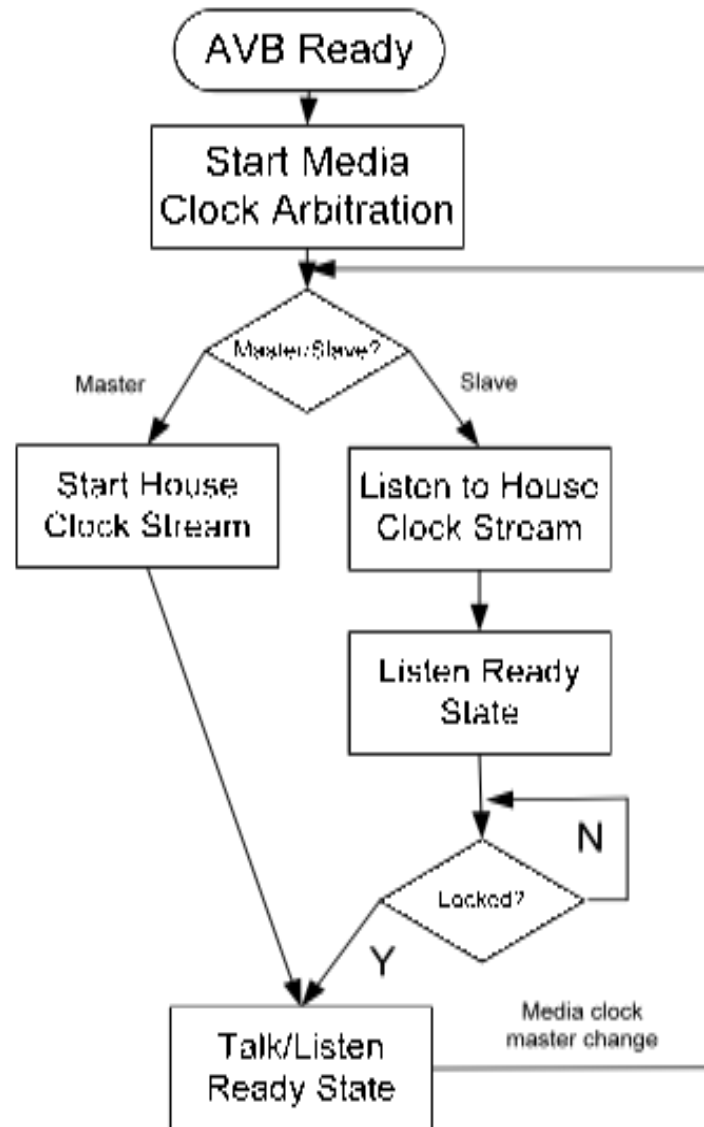 AVB Ready
Start Media
Clock Arbitration
Master/Slave?
Master
Slave
Start House
Clock Stream
Listen to House
Clock Stream
Listen Ready
State
N
Locked?
Y
Talk/Listen
Ready State
Media clock
master change